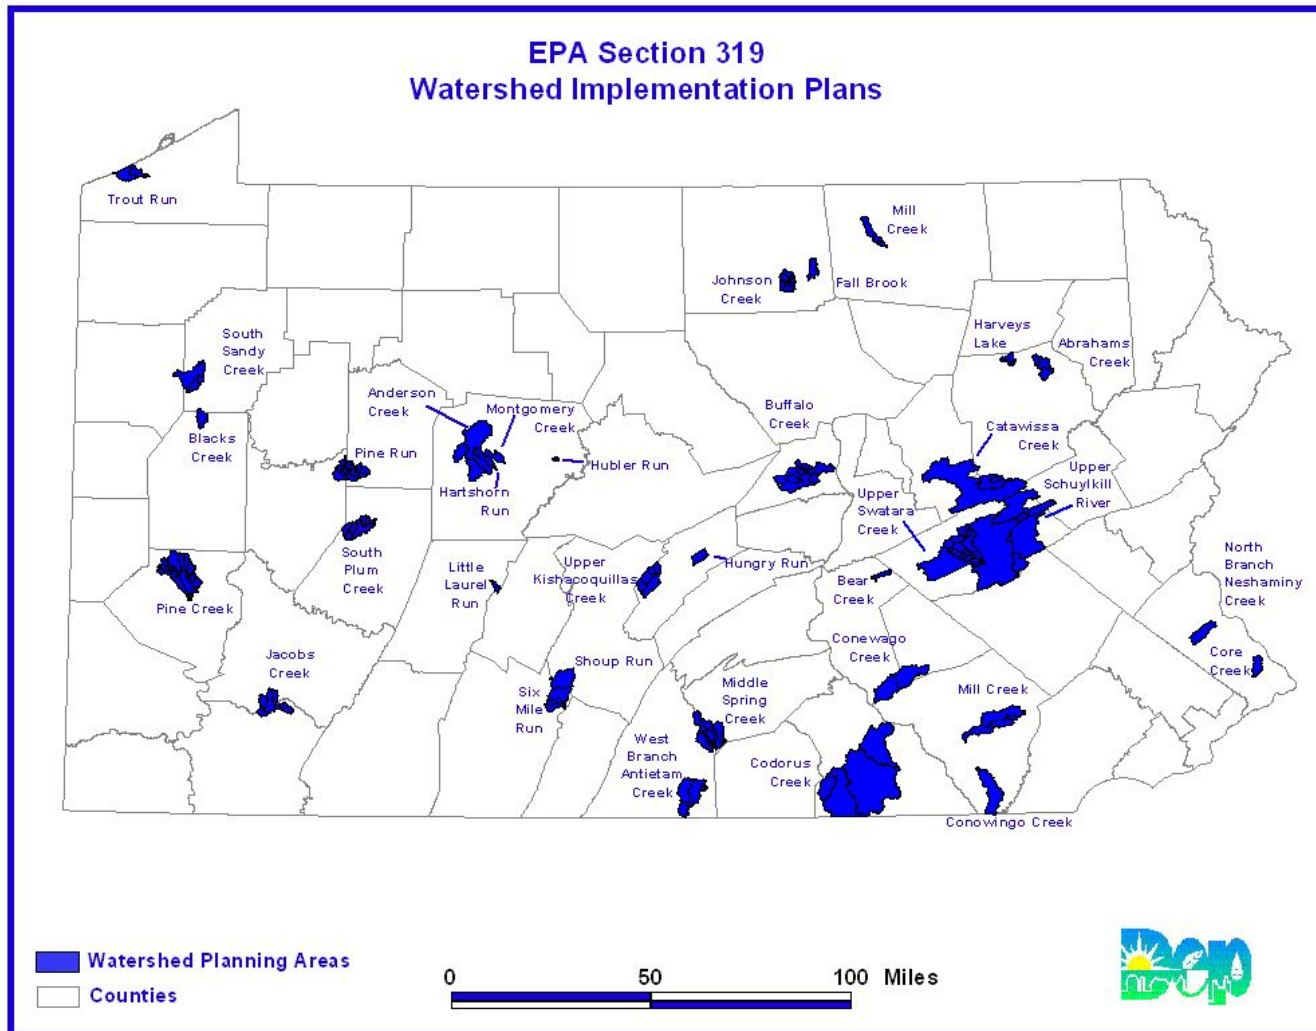 EPA Section 319
Watershed Implementation Plans
Trout Run
Mill
Creek
Johnson
Creek
Fall Brook
South
Sandy
Creek
Harveys
Lake
Abrahams
Creek
Anderson
Creek
Montgomery
Creek
Buffalo
Creek
Catawissa
Creek
Blacks
Creek
Pine Run
Hubler Run
Upper
Schuylkill
River
Hartshorn
Run
Upper
Swatara
Creek
South
Plum
Creek
Little
Laurel
Run
Upper
Kishacoquillas
Creek
Hungry Run
Bear
Creek
North
Branch
Neshaminy
Creek
Pine Creek
Conewago
Creek
Core
Creek
Jacobs
Creek
Shoup Run
Six
Mile
Run
Middle
Spring
Creek
Mill Creek
West
Branch
Antietam
Creek
Codorus
Creek
Conowingo Creek
Watershed Planning Areas
Counties
0 50 100 Miles
Dep